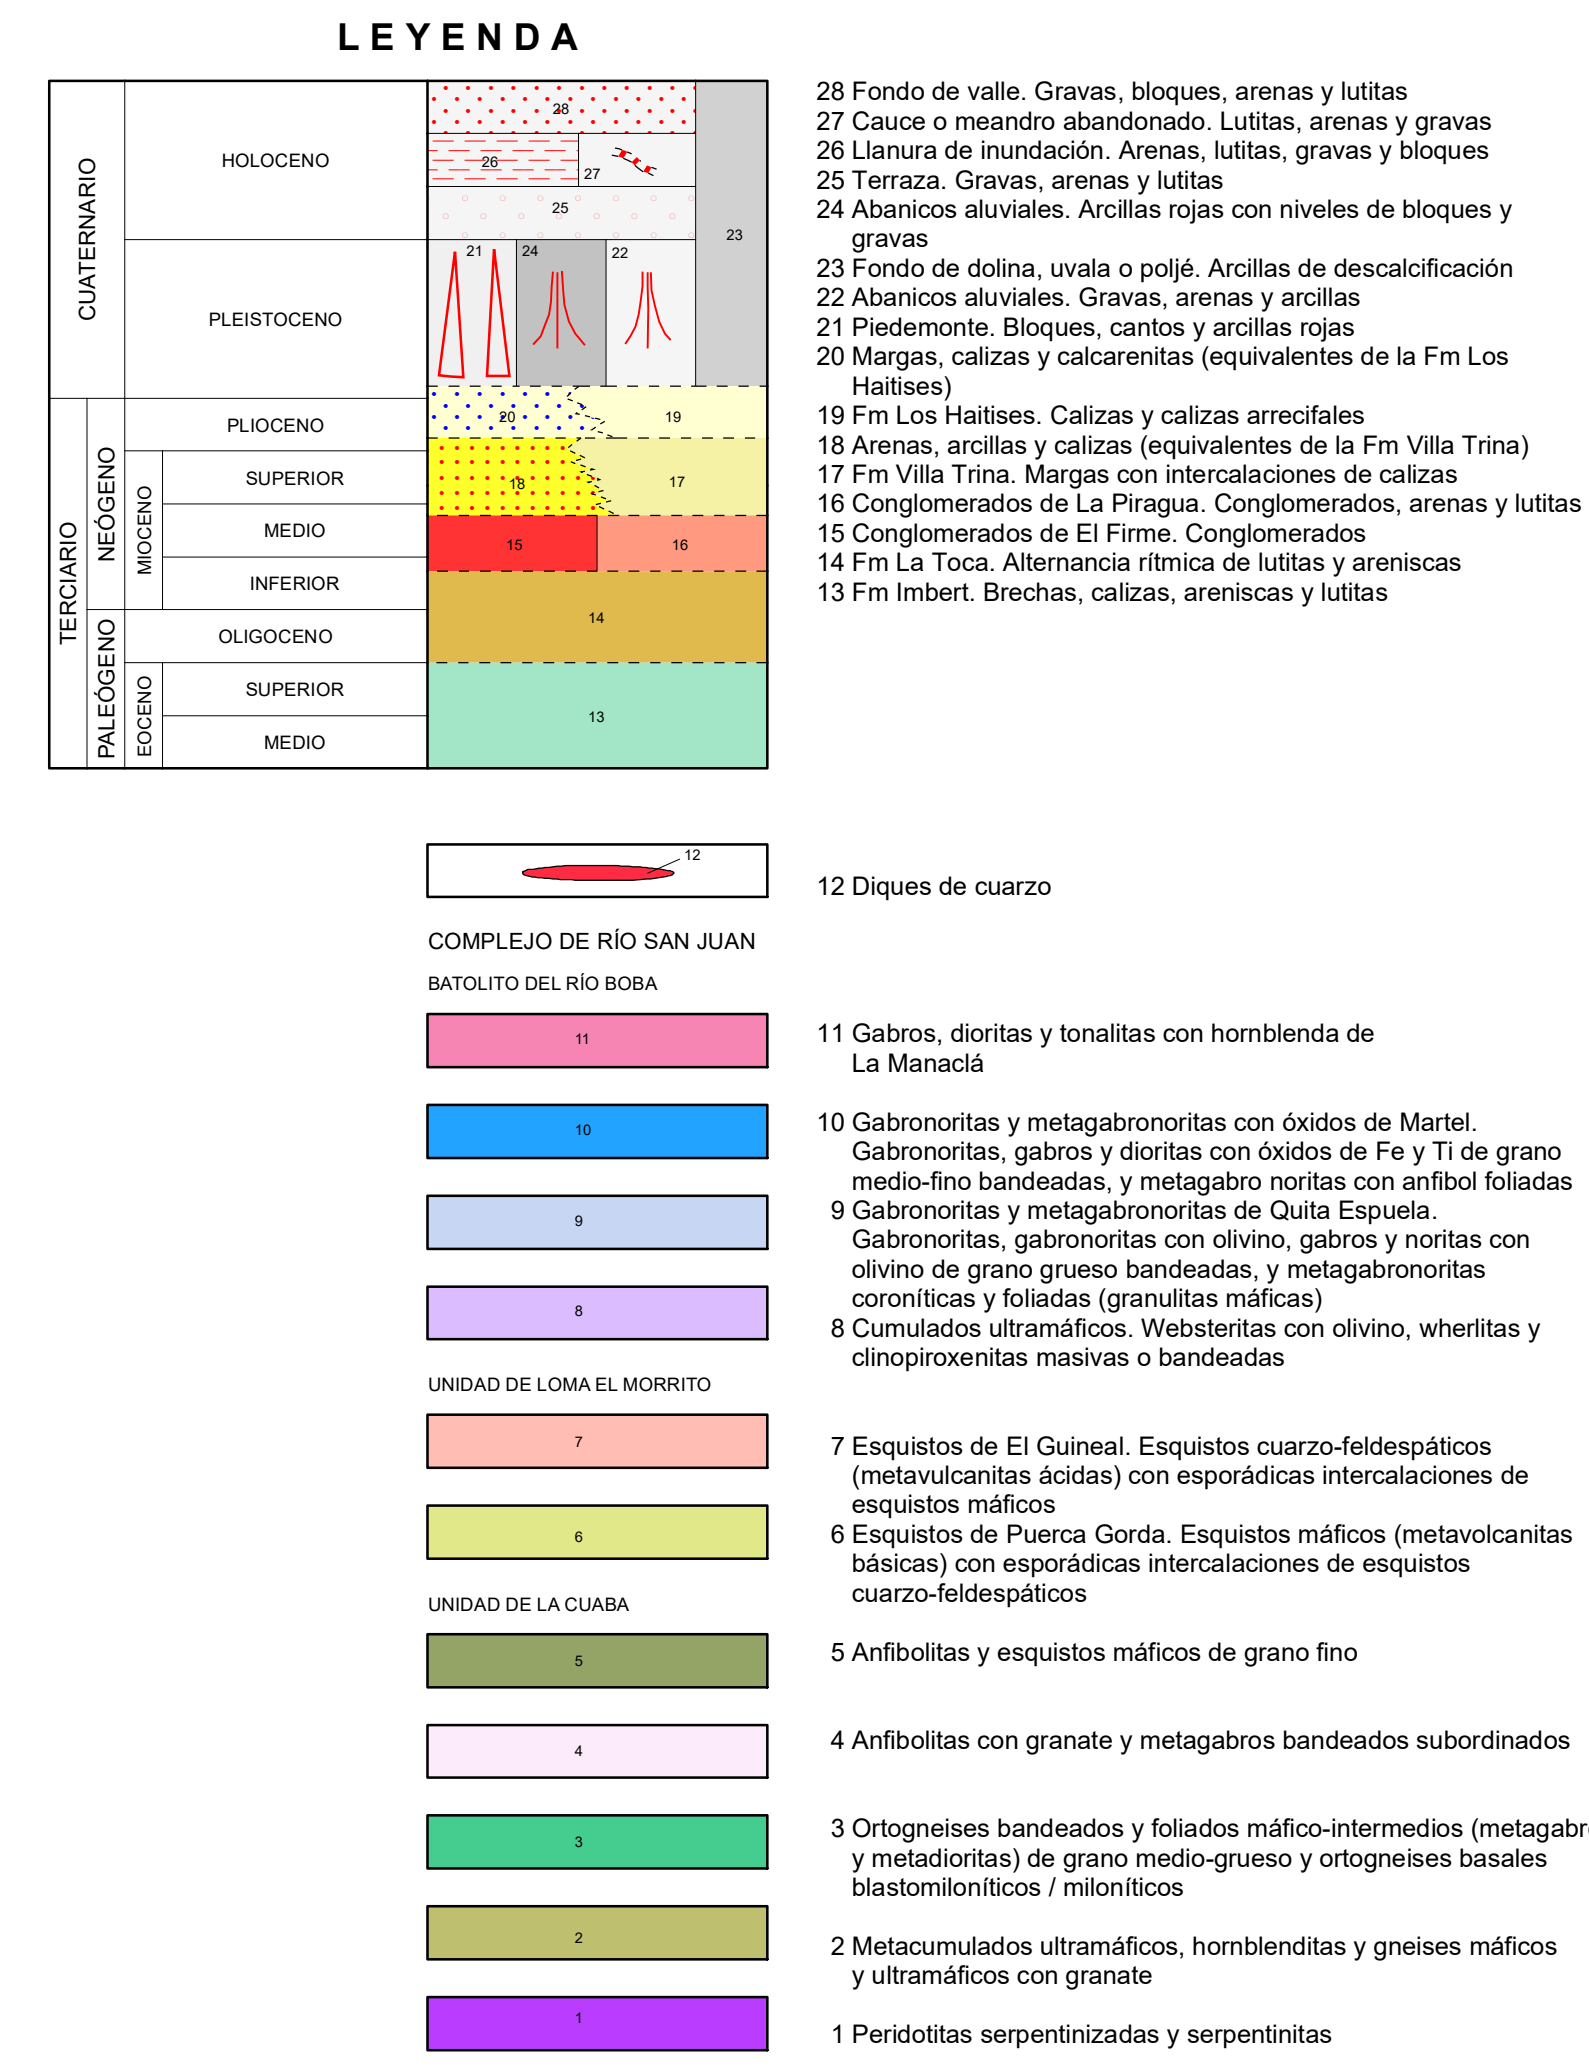 LEYENDA
CUATERNARIO
HOLOCENO
PLEISTOCENO
TERCIARIO
NEÓGENO
PLIOCENO
MIOCENO
SUPERIOR
MEDIO
INFERIOR
PALEÓGENO
OLIGOCENO
EOCENO
SUPERIOR
MEDIO
28
26
27
25
23
21
24
22
20
19
18
17
15
16
14
13
28 Fondo de valle. Gravas, bloques, arenas y lutitas
27 Cauce o meandro abandonado. Lutitas, arenas y gravas
26 Llanura de inundación. Arenas, lutitas, gravas y bloques
25 Terraza. Gravas, arenas y lutitas
24 Abanicos aluviales. Arcillas rojas con niveles de bloques y
gravas
23 Fondo de dolina, uvala o poljé. Arcillas de descalcificación
22 Abanicos aluviales. Gravas, arenas y arcillas
21 Piedemonte. Bloques, cantos y arcillas rojas
20 Margas, calizas y calcarenitas (equivalentes de la Fm Los
Haitises)
19 Fm Los Haitises. Calizas y calizas arrecifales
18 Arenas, arcillas y calizas (equivalentes de la Fm Villa Trina)
17 Fm Villa Trina. Margas con intercalaciones de calizas
16 Conglomerados de La Piragua. Conglomerados, arenas y lutitas
15 Conglomerados de El Firme. Conglomerados
14 Fm La Toca. Alternancia rítmica de lutitas y areniscas
13 Fm Imbert. Brechas, calizas, areniscas y lutitas
12
12 Diques de cuarzo
COMPLEJO DE RÍO SAN JUAN
BATOLITO DEL RÍO BOBA
11
11 Gabros, dioritas y tonalitas con hornblenda de
La Manaclá
10
10 Gabronoritas y metagabronoritas con óxidos de Martel.
Gabronoritas, gabros y dioritas con óxidos de Fe y Ti de grano
medio-fino bandeadas, y metagabro noritas con anfibol foliadas
9
9 Gabronoritas y metagabronoritas de Quita Espuela.
Gabronoritas, gabronoritas con olivino, gabros y noritas con
olivino de grano grueso bandeadas, y metagabronoritas
coroníticas y foliadas (granulitas máficas)
8
8 Cumulados ultramáficos. Websteritas con olivino, wherlitas y
clinopiroxenitas masivas o bandeadas
UNIDAD DE LOMA EL MORRITO
7
7 Esquistos de El Guineal. Esquistos cuarzo-feldespáticos
(metavulcanitas ácidas) con esporádicas intercalaciones de
esquistos máficos
6
6 Esquistos de Puerca Gorda. Esquistos máficos (metavolcanitas
básicas) con esporádicas intercalaciones de esquistos
cuarzo-feldespáticos
UNIDAD DE LA CUABA
5
5 Anfibolitas y esquistos máficos de grano fino
4
4 Anfibolitas con granate y metagabros bandeados subordinados
3
3 Ortogneises bandeados y foliados máfico-intermedios (metagabr
y metadioritas) de grano medio-grueso y ortogneises basales
blastomiloníticos / miloníticos
2
2 Metacumulados ultramáficos, hornblenditas y gneises máficos
y ultramáficos con granate
1
1 Peridotitas serpentinizadas y serpentinitas